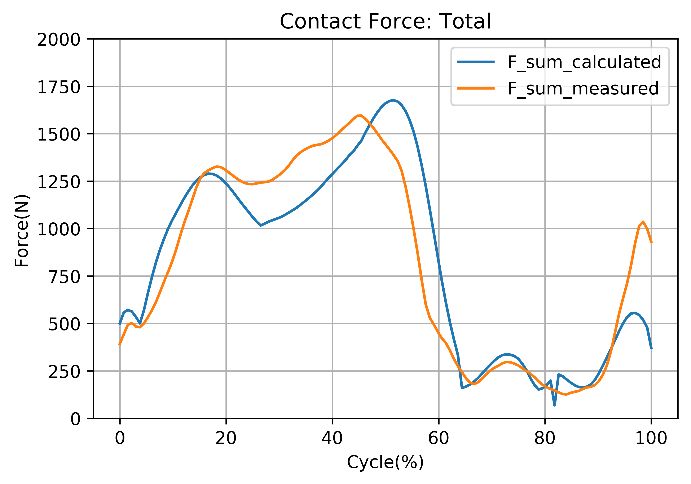 Contact Force: Total
F_sum_calculated
F_sum_measured
Force(N)
2000
1750
1500
1250
1000
750
500
250
0
0 20 40 60 80 100
Cycle(%)